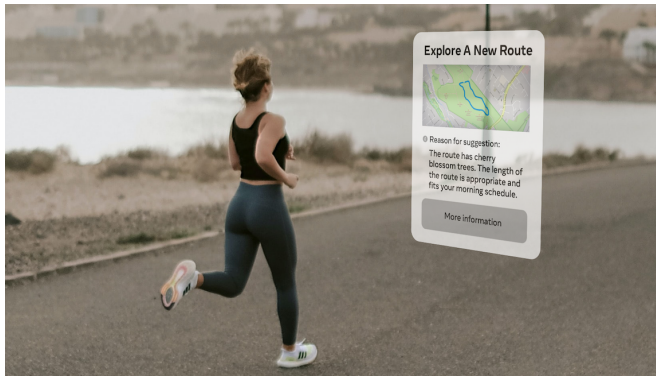 Explore A New Route
Reason for suggestion:
The route has cherry
blossom trees. The length of
the route is appropriate and
fits your morning schedule.
More information